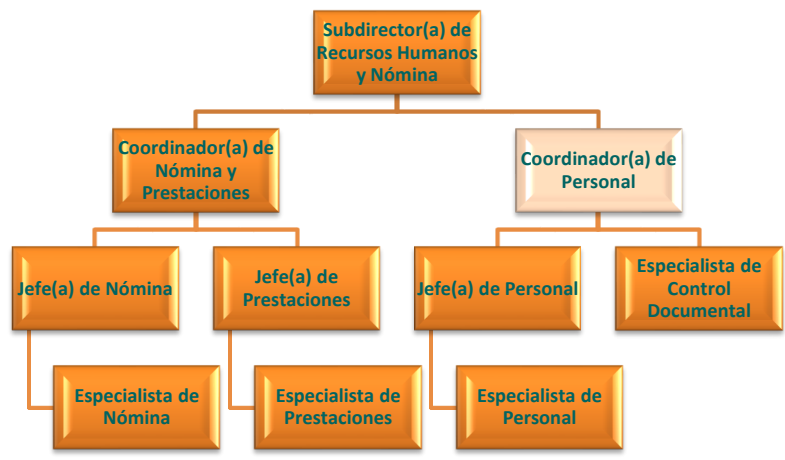 Subdirector(a) de
Recursos Humanos
y Nómina
Coordinador(a) de
Nómina y
Prestaciones
Coordinador(a) de
Personal
Jefe(a) de Nómina
Jefe(a) de
Prestaciones
Jefe(a) de Personal
Especialista de
Control
Documental
Especialista de
Nómina
Especialista de
Prestaciones
Especialista de
Personal